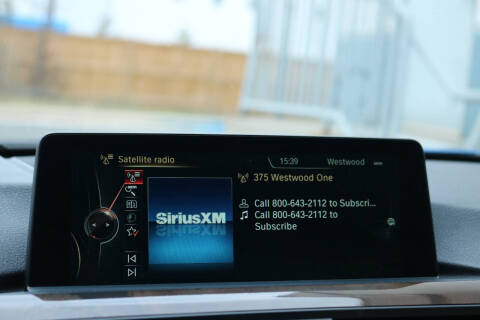 Satellite radio
15:39
Westwood
375 Westwood One
SiriusXM
Call 800-643-2112 to Subscri...
Call 800-643-2112 to
Subscribe